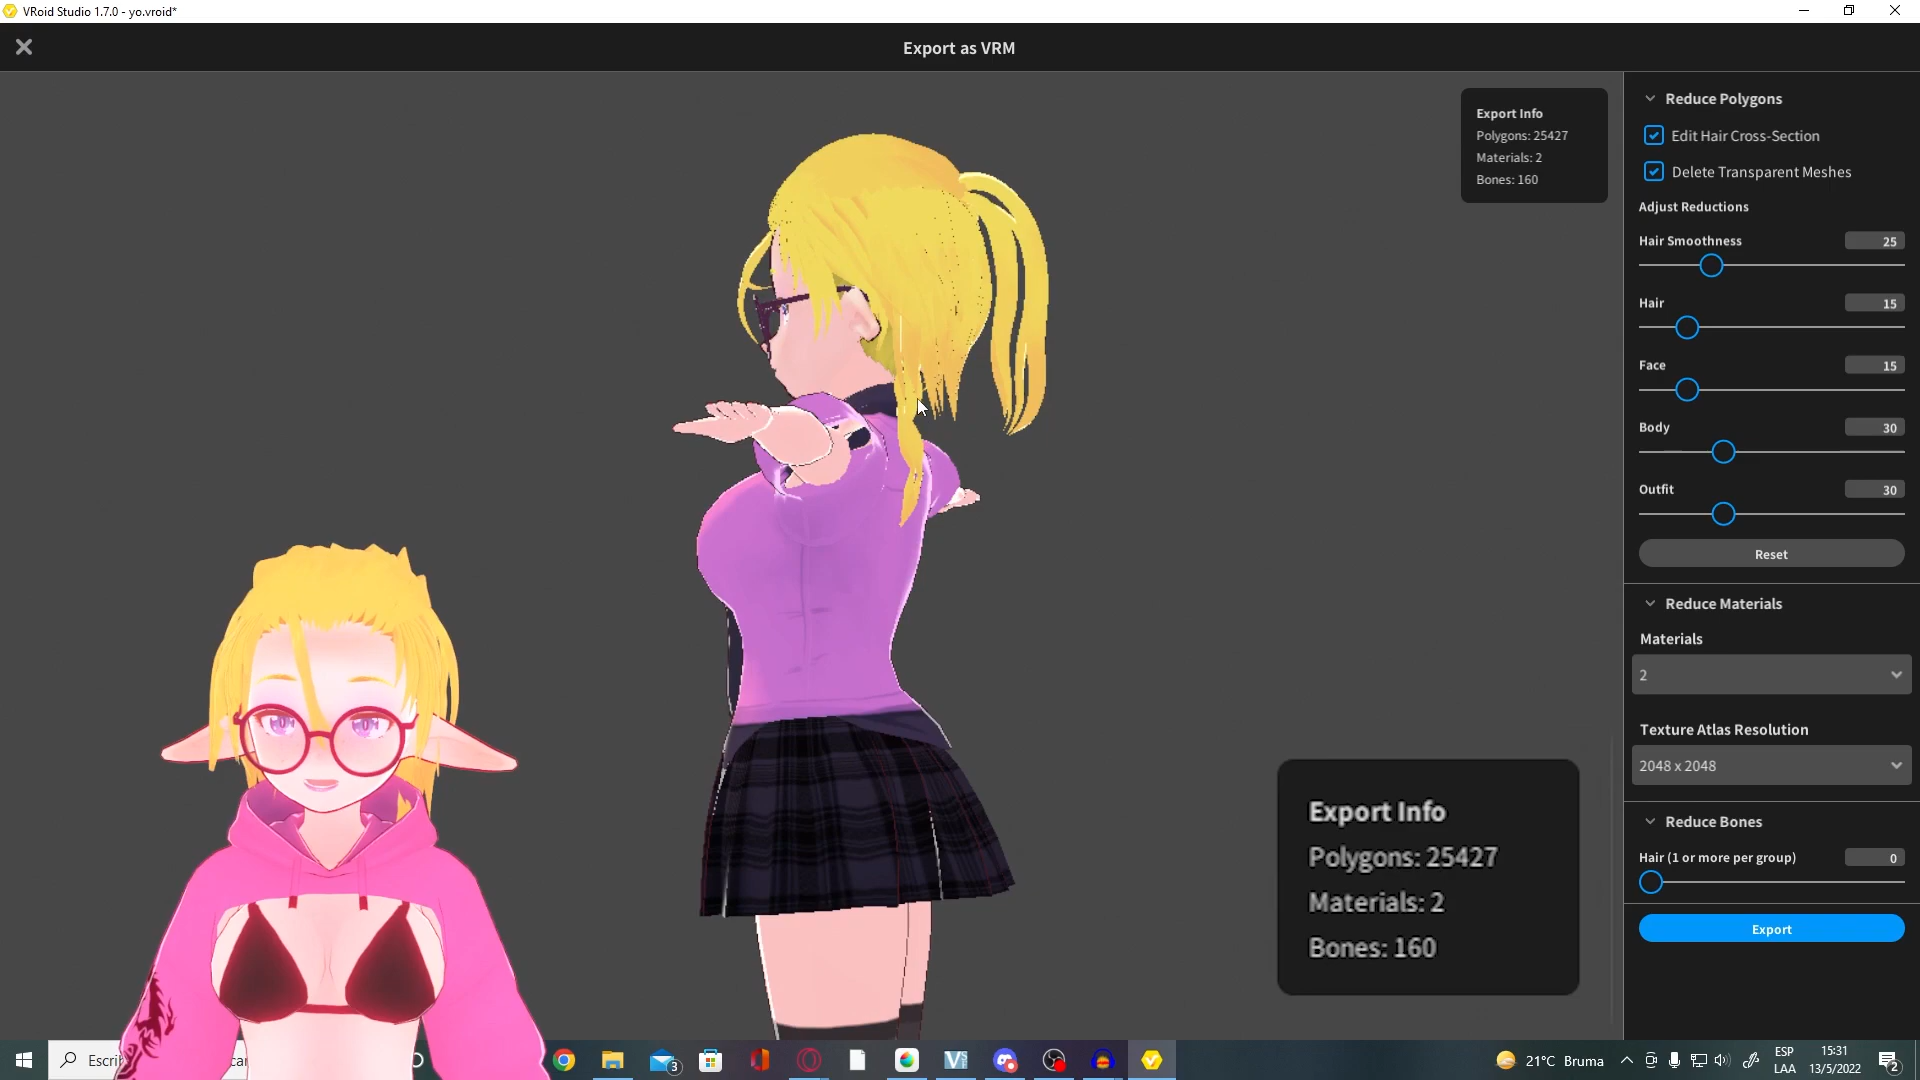 VRoid Studio 1.7.0 - yo.vroid*
Export as VRM
Export Info
Polygons: 25427
Materials: 2
Bones: 160
Reduce Polygons
Edit Hair Cross-Section
Delete Transparent Meshes
Adjust Reductions
Hair Smoothness 25
Hair 15
Face 15
Body 30
Outfit 30
Reset
Reduce Materials
Materials
2
Texture Atlas Resolution
2048 x 2048
Reduce Bones
Hair (1 or more per group) 0
Export
Export Info
Polygons: 25427
Materials: 2
Bones: 160
3
21°C Bruma
ESP
LAA
15:31
13/5/2022
2